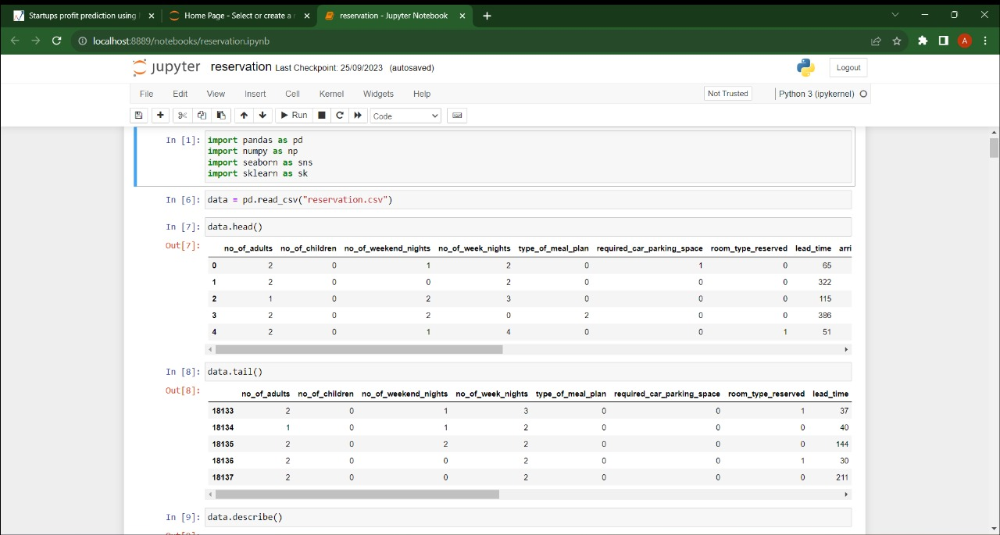 Startups profit prediction using
Home Page - Select or create a
reservation - Jupyter Notebook
localhost:8889/notebooks/reservation.ipynb
A
jupyter reservation Last Checkpoint: 25/09/2023 (autosaved)
Logout
File Edit View Insert Cell Kernel Widgets Help
Not Trusted
Python 3 (ipykernel)
Run
Code
In [1]: import pandas as pd
import numpy as np
import seaborn as sns
import sklearn as sk
In [6]: data = pd.read_csv("reservation.csv")
In [7]: data.head()
Out[7]:
no_of_adults no_of_children no_of_weekend_nights no_of_week_nights type_of_meal_plan required_car_parking_space room_type_reserved lead_time arri
0 2 0 1 2 0 1 0 65
1 2 0 0 2 0 0 0 322
2 1 0 2 3 0 0 0 115
3 2 0 2 0 2 0 0 386
4 2 0 1 4 0 0 1 51
In [8]: data.tail()
Out[8]:
no_of_adults no_of_children no_of_weekend_nights no_of_week_nights type_of_meal_plan required_car_parking_space room_type_reserved lead_time
18133 2 0 1 3 0 0 1 37
18134 1 0 1 2 0 0 0 40
18135 2 0 2 2 0 0 0 144
18136 2 0 0 2 0 0 1 30
18137 2 0 0 2 0 0 0 211
In [9]: data.describe()